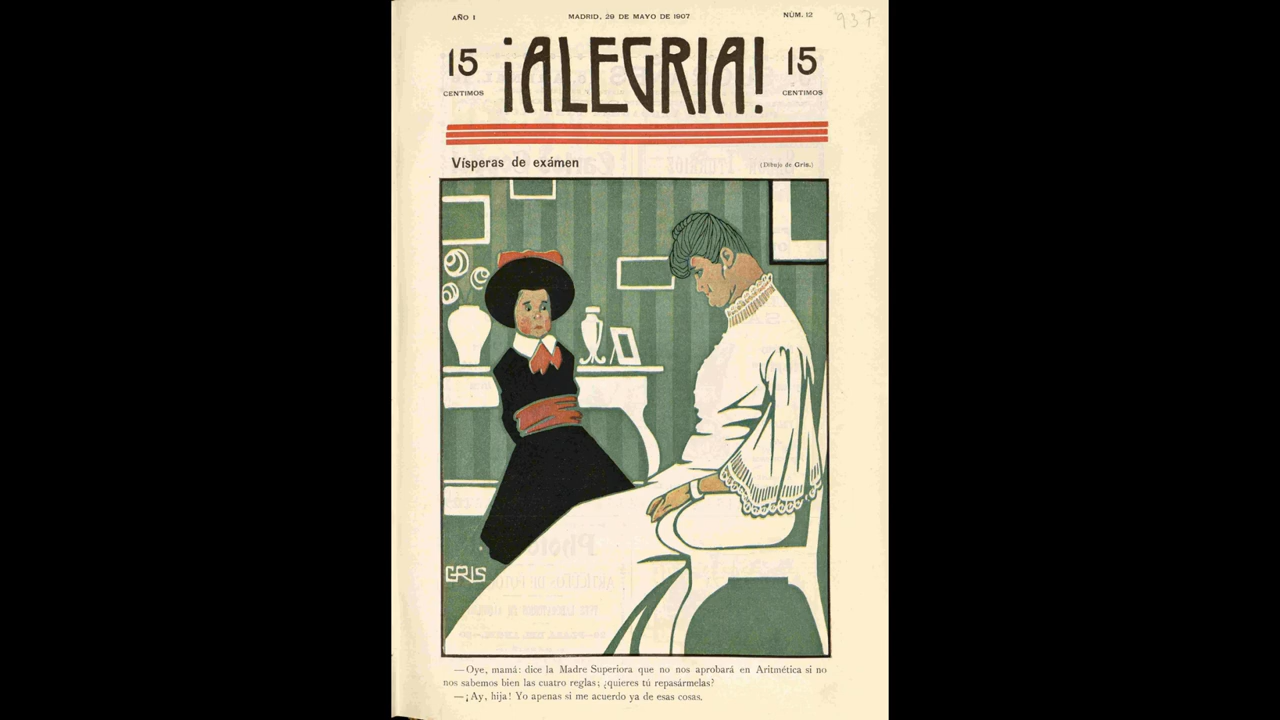 AÑO I
MADRID, 29 DE MAYO DE 1907
NÚM. 12
937
15
CENTIMOS
¡ALEGRIA!
15
CENTIMOS
Vísperas de exámen
(Dibujo de Gris.)
GRIS
—Oye, mamá: dice la Madre Superiora que no nos aprobará en Aritmética si no
nos sabemos bien las cuatro reglas; ¿quieres tú repasármelas?
—¡Ay, hija! Yo apenas si me acuerdo ya de esas cosas.